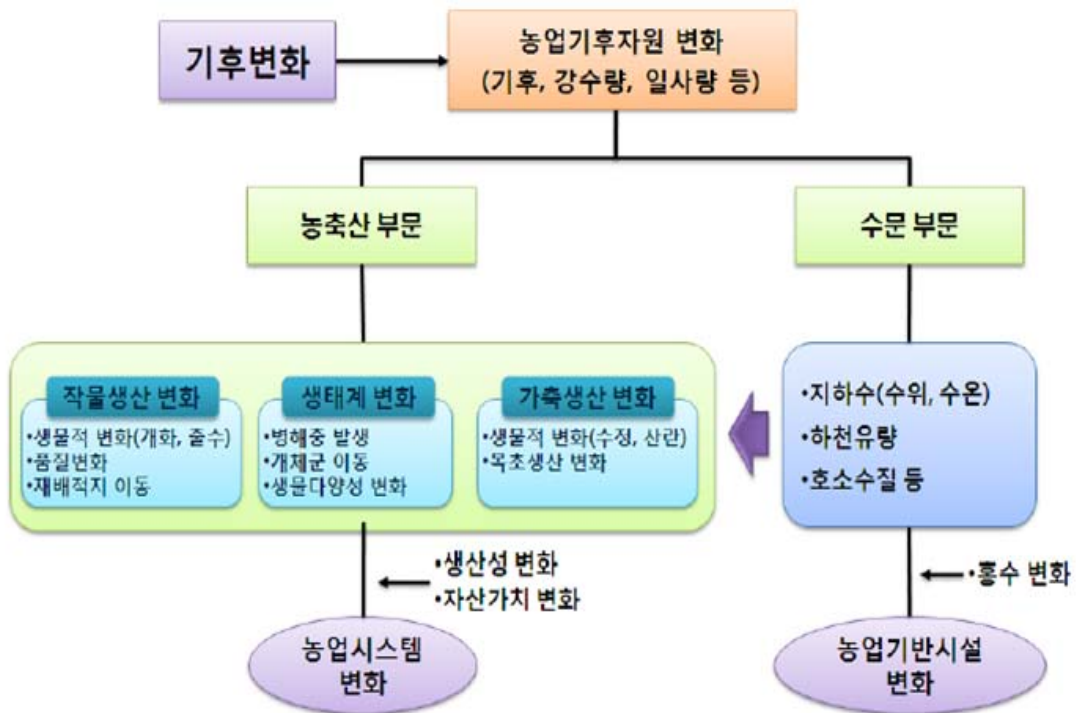 기후변화
농업기후자원 변화
(기후, 강수량, 일사량 등)
농축산 부문
수문 부문
작물생산 변화
•생물적 변화(개화, 출수)
•품질변화
•재배적지 이동
생태계 변화
•병해충 발생
•개체군 이동
•생물다양성 변화
가축생산 변화
•생물적 변화(수정, 산란)
•목초생산 변화
•지하수(수위, 수온)
•하천유량
•호소수질 등
•생산성 변화
•자산가치 변화
•홍수 변화
농업시스템
변화
농업기반시설
변화